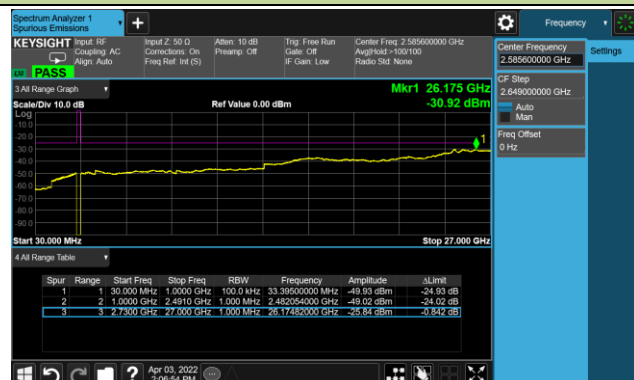 Spectrum Analyzer 1
Spurious Emissions
Frequency
KEYSIGHT
Input: RF
Coupling: AC
Align: Auto
Input Z: 50 Ω
Corrections: On
Freq Ref: Int (S)
Atten: 10 dB
Preamp: Off
Trig: Free Run
Gate: Off
IF Gain: Low
Center Freq: 2.585600000 GHz
Avg|Hold:>100/100
Radio Std: None
PASS
Center Frequency
2.585600000 GHz
Settings
CF Step
2.649000000 GHz
Auto
Man
Freq Offset
0 Hz
3 All Range Graph
Mkr1 26.175 GHz
Scale/Div 10.0 dB
Ref Value 0.00 dBm
-30.92 dBm
Log
-10.0
-20.0
-30.0
-40.0
-50.0
-60.0
-70.0
-80.0
-90.0
1
Start 30.000 MHz
Stop 27.000 GHz
4 All Range Table
Spur Range Start Freq Stop Freq RBW Frequency Amplitude ΔLimit
1 1 30.000 MHz 1.0000 GHz 100.0 kHz 33.39500000 MHz -49.93 dBm -24.93 dB
2 2 1.0000 GHz 2.4910 GHz 1.000 MHz 2.482054000 GHz -49.02 dBm -24.02 dB
3 3 2.7300 GHz 27.000 GHz 1.000 MHz 26.17482000 GHz -25.84 dBm -0.842 dB
?
Apr 03, 2022
2:06:54 PM